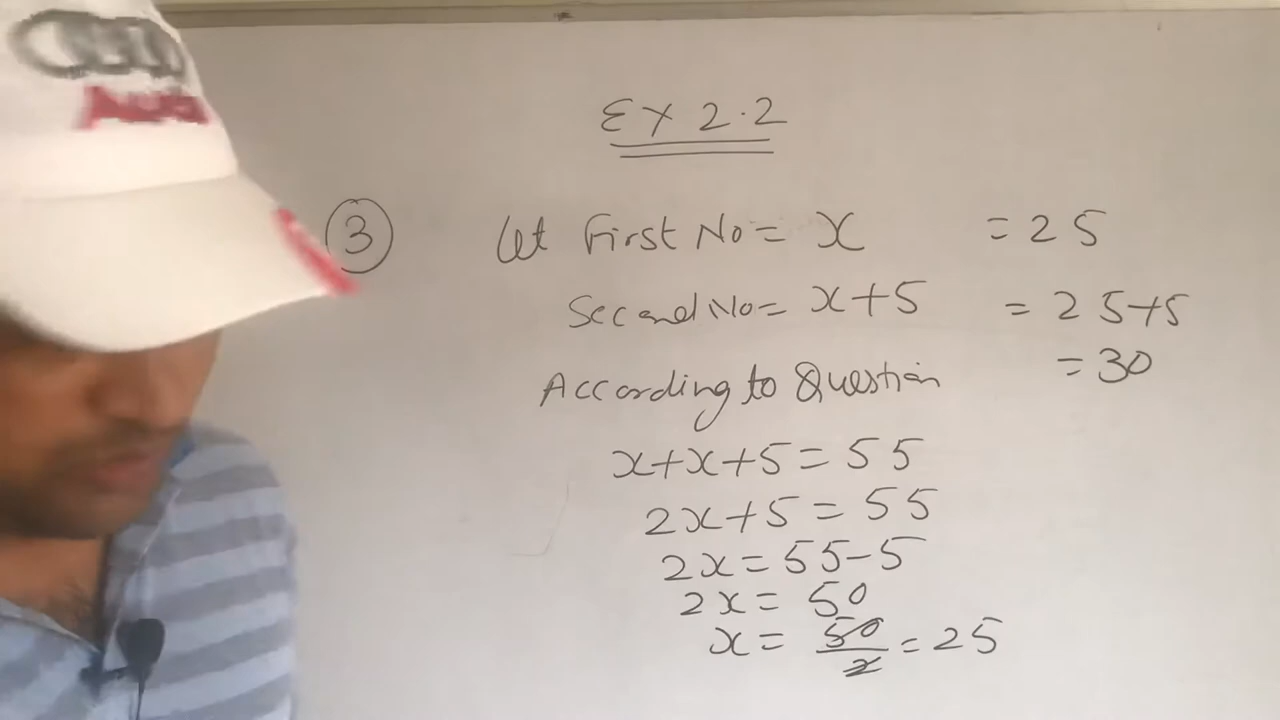 Audi
EX 2.2
③ Let First No = x = 25
Second No = x+5 = 25+5
= 30
According to Question
x+x+5 = 55
2x+5 = 55
2x = 55-5
2x = 50
x = 50/2 = 25